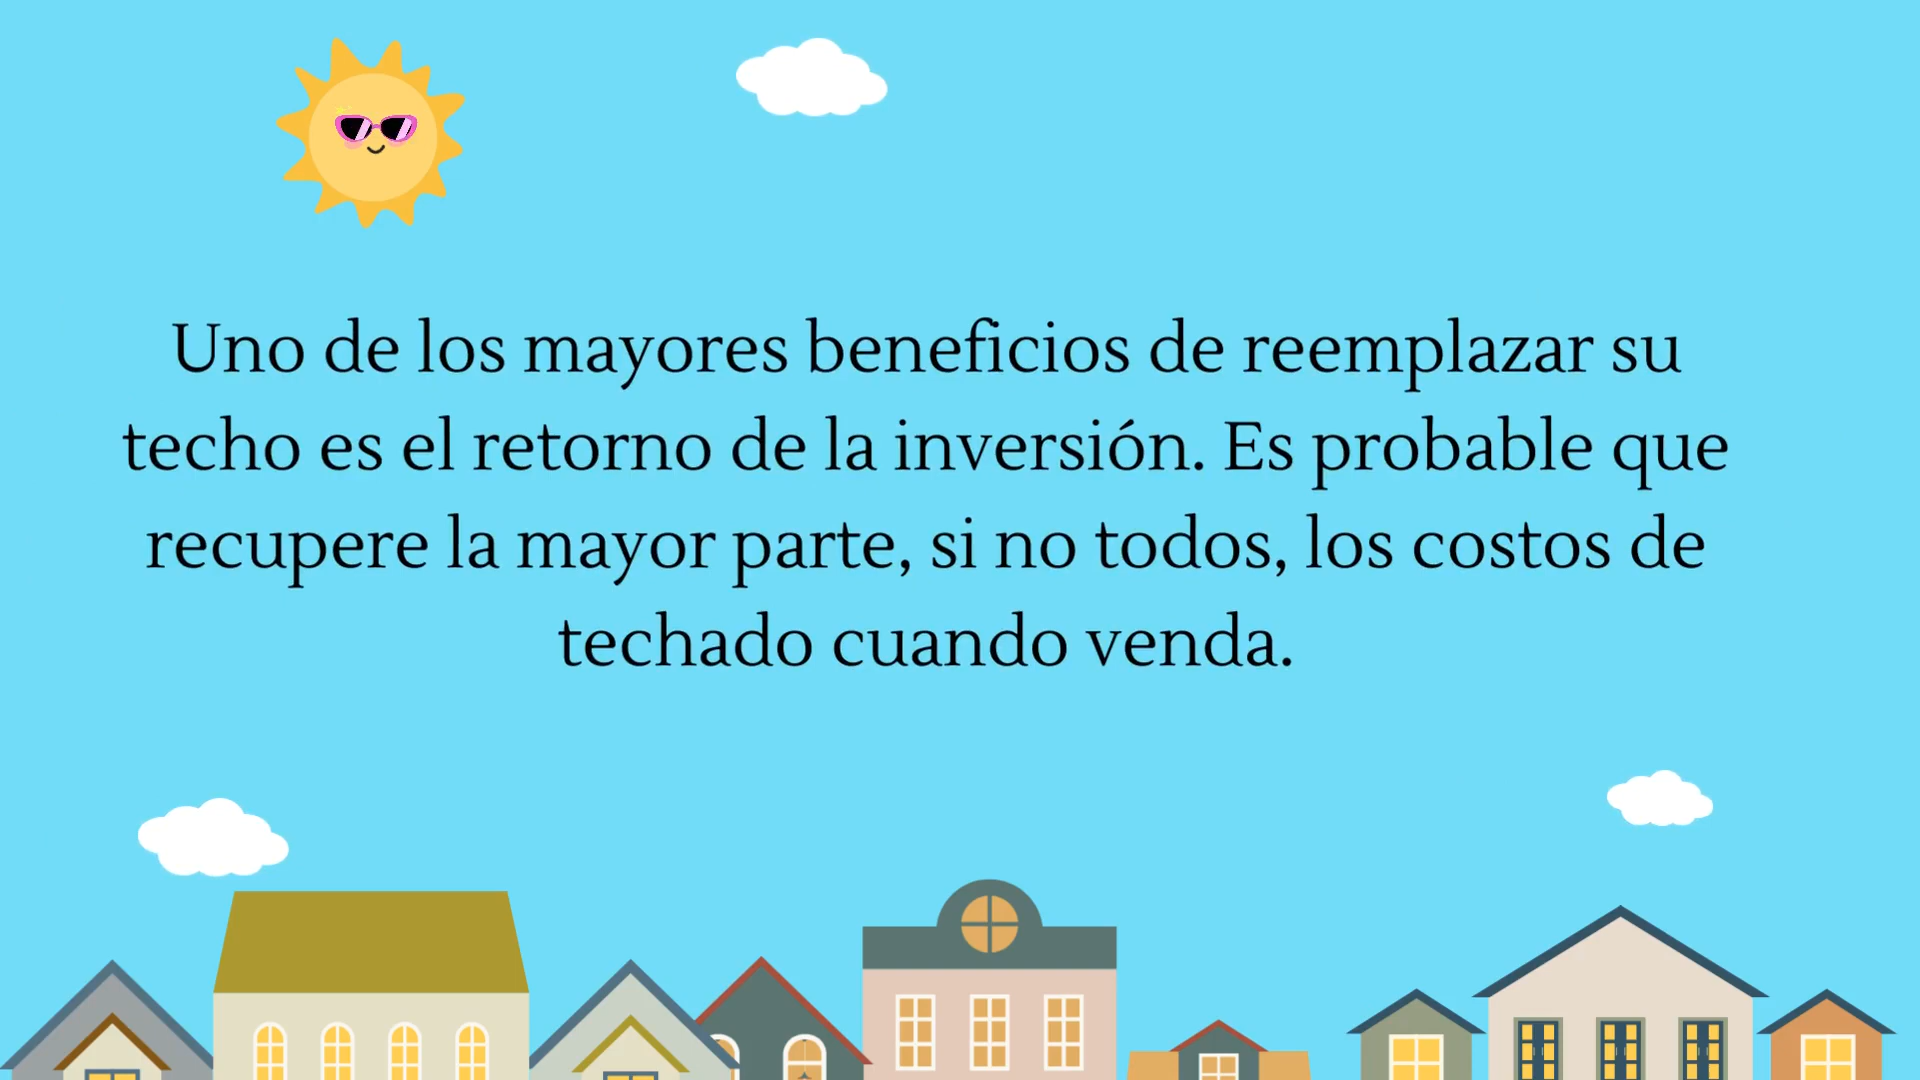 Uno de los mayores beneficios de reemplazar su
techo es el retorno de la inversión. Es probable que
recupere la mayor parte, si no todos, los costos de
techado cuando venda.